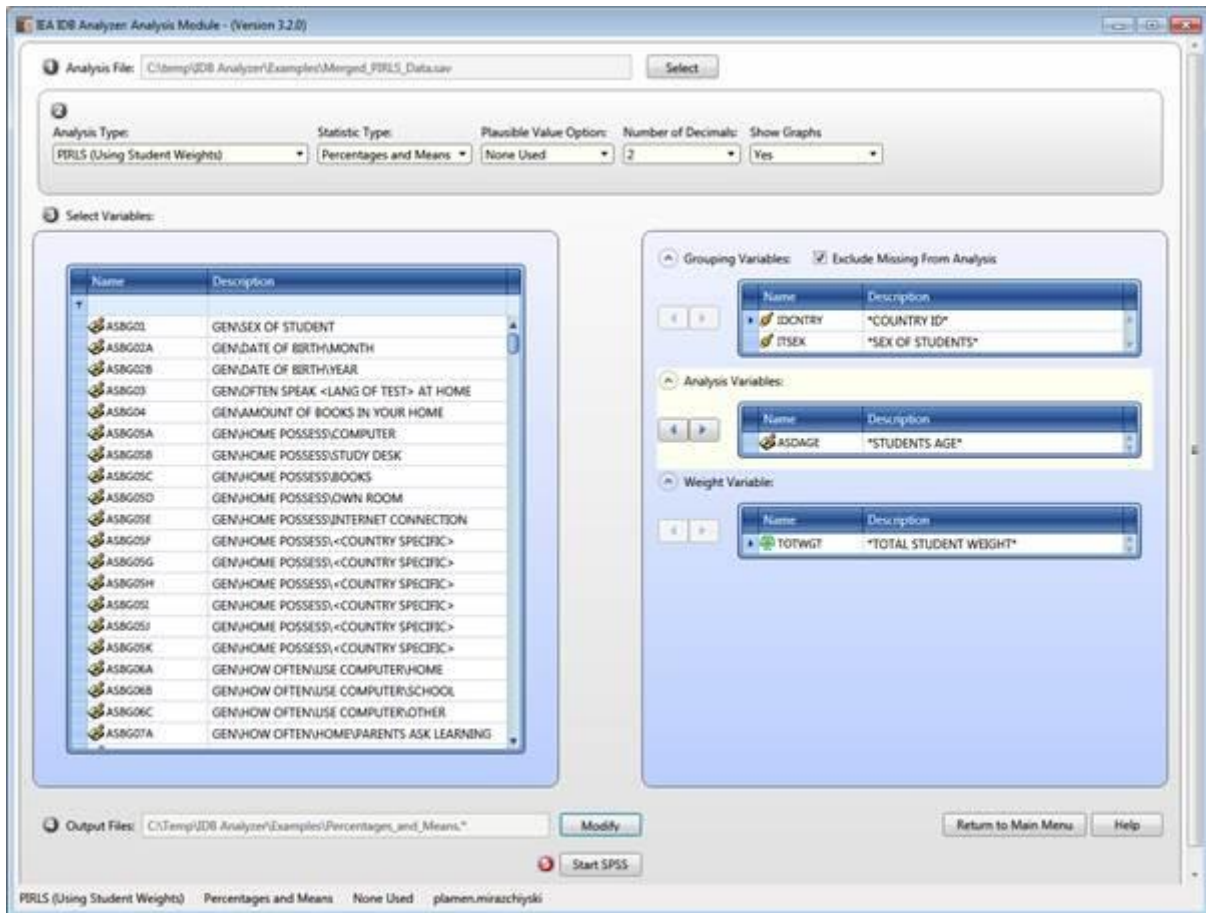 IEA IDB Analyzer: Analysis Module - (Version 3.2.0)
1 Analysis File: C:\temp\IDB Analyzer\Examples\Merged_PIRLS_Data.sav Select
2
Analysis Type: Statistic Type: Plausible Value Option: Number of Decimals: Show Graphs
PIRLS (Using Student Weights) Percentages and Means None Used 2 Yes
3 Select Variables:
Name Description
ASBG01 GEN\SEX OF STUDENT
ASBG02A GEN\DATE OF BIRTH\MONTH
ASBG02B GEN\DATE OF BIRTH\YEAR
ASBG03 GEN\OFTEN SPEAK <LANG OF TEST> AT HOME
ASBG04 GEN\AMOUNT OF BOOKS IN YOUR HOME
ASBG05A GEN\HOME POSSESS\COMPUTER
ASBG05B GEN\HOME POSSESS\STUDY DESK
ASBG05C GEN\HOME POSSESS\BOOKS
ASBG05D GEN\HOME POSSESS\OWN ROOM
ASBG05E GEN\HOME POSSESS\INTERNET CONNECTION
ASBG05F GEN\HOME POSSESS\<COUNTRY SPECIFIC>
ASBG05G GEN\HOME POSSESS\<COUNTRY SPECIFIC>
ASBG05H GEN\HOME POSSESS\<COUNTRY SPECIFIC>
ASBG05I GEN\HOME POSSESS\<COUNTRY SPECIFIC>
ASBG05J GEN\HOME POSSESS\<COUNTRY SPECIFIC>
ASBG05K GEN\HOME POSSESS\<COUNTRY SPECIFIC>
ASBG06A GEN\HOW OFTEN\USE COMPUTER\HOME
ASBG06B GEN\HOW OFTEN\USE COMPUTER\SCHOOL
ASBG06C GEN\HOW OFTEN\USE COMPUTER\OTHER
ASBG07A GEN\HOW OFTEN\HOME\PARENTS ASK LEARNING
Grouping Variables: Exclude Missing From Analysis
Name Description
IDCNTRY *COUNTRY ID*
ITSEX *SEX OF STUDENTS*
Analysis Variables:
Name Description
ASDAGE *STUDENTS AGE*
Weight Variable:
Name Description
TOTWGT *TOTAL STUDENT WEIGHT*
Output Files: C:\Temp\IDB Analyzer\Examples\Percentages_and_Means.* Modify Return to Main Menu Help
Start SPSS
PIRLS (Using Student Weights) Percentages and Means None Used plamen.mirazchiyski